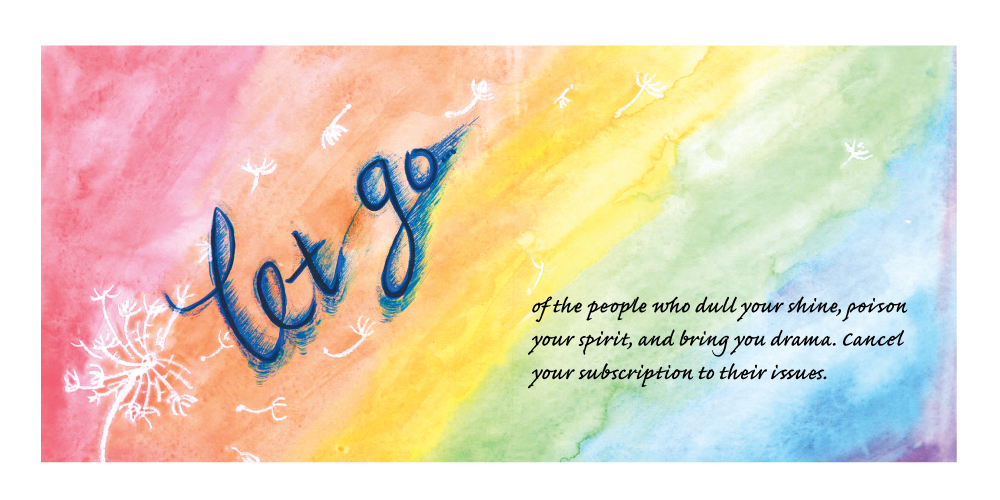 let go
of the people who dull your shine, poison
your spirit, and bring you drama. Cancel
your subscription to their issues.